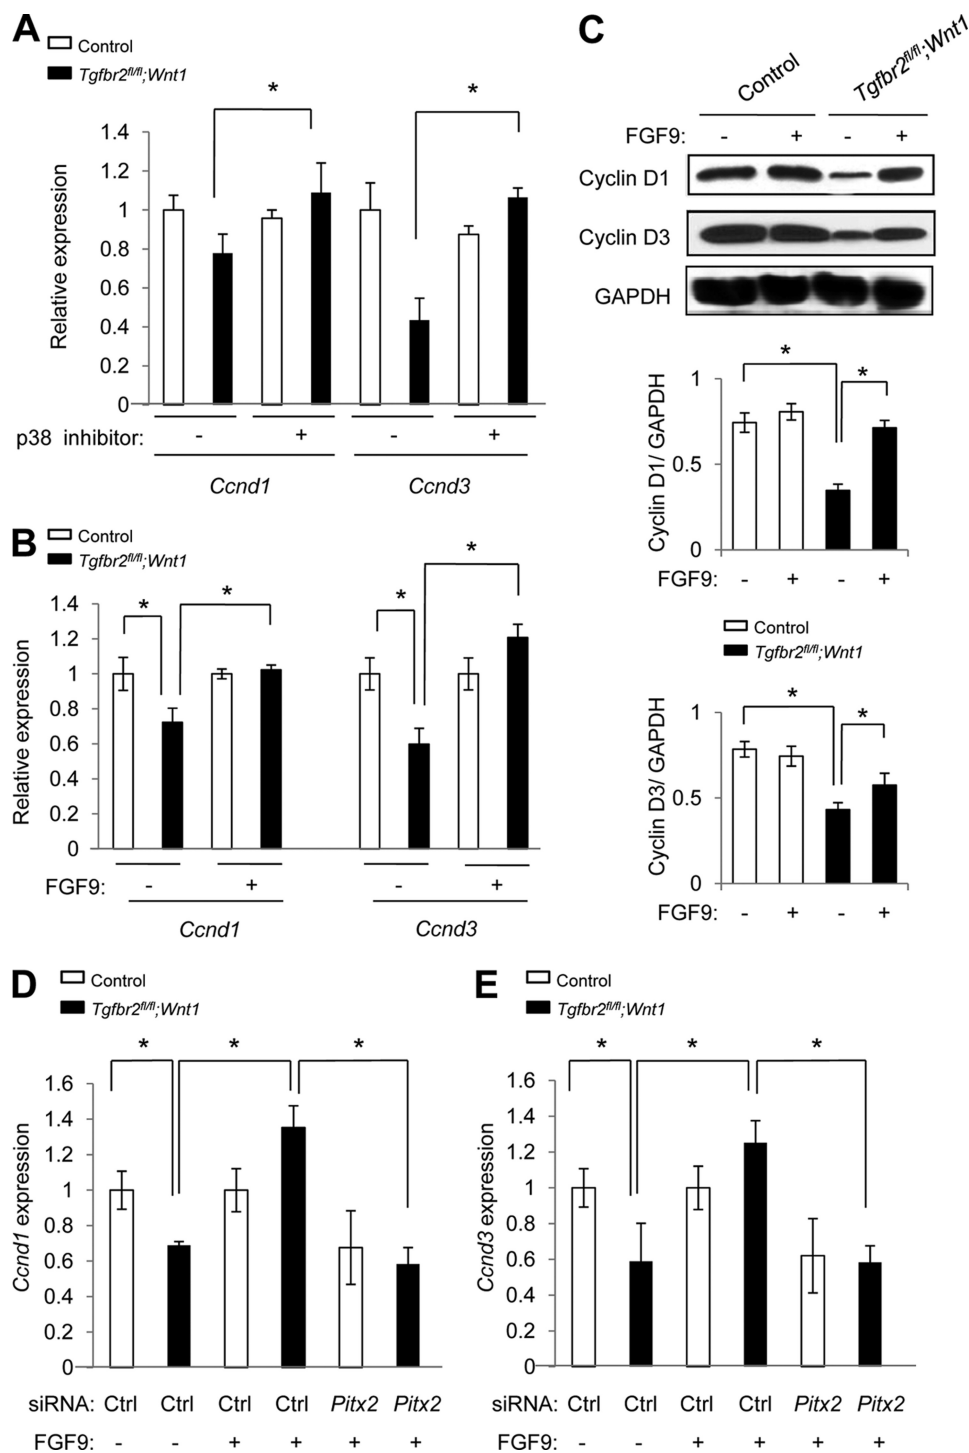 A
Control
Tgfbr2fl/fl;Wnt1
*
*
Relative expression
1.4
1.2
1
0.8
0.6
0.4
0.2
0
p38 inhibitor:
-
+
-
+
Ccnd1
Ccnd3
B
Control
Tgfbr2fl/fl;Wnt1
*
*
*
*
Relative expression
1.4
1.2
1
0.8
0.6
0.4
0.2
0
FGF9:
-
+
-
+
Ccnd1
Ccnd3
C
Control
Tgfbr2fl/fl;Wnt1
FGF9: - + - +
Cyclin D1
Cyclin D3
GAPDH
*
*
Cyclin D1/ GAPDH
1
0.5
0
FGF9: - + - +
Control
Tgfbr2fl/fl;Wnt1
*
*
Cyclin D3/ GAPDH
1
0.5
0
FGF9: - + - +
D
Control
Tgfbr2fl/fl;Wnt1
*
*
*
Ccnd1 expression
1.6
1.4
1.2
1
0.8
0.6
0.4
0.2
0
siRNA: Ctrl Ctrl Ctrl Ctrl Pitx2 Pitx2
FGF9: - - + + + +
E
Control
Tgfbr2fl/fl;Wnt1
*
*
*
Ccnd3 expression
1.6
1.4
1.2
1
0.8
0.6
0.4
0.2
0
siRNA: Ctrl Ctrl Ctrl Ctrl Pitx2 Pitx2
FGF9: - - + + + +